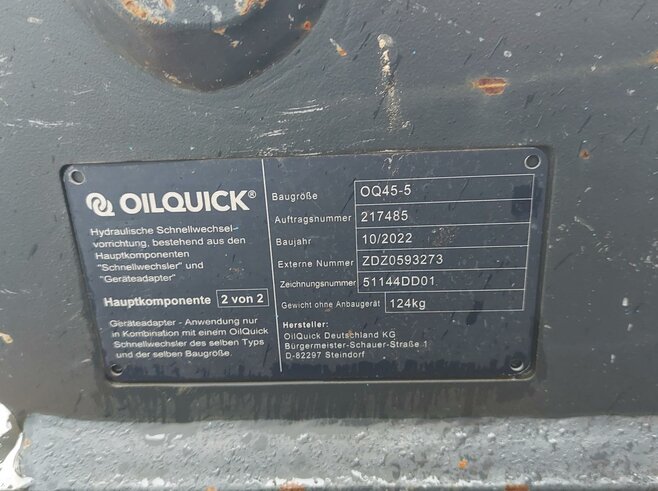 OILQUICK®
Hydraulische Schnellwechsel-
vorrichtung, bestehend aus den
Hauptkomponenten
"Schnellwechsler" und
"Geräteadapter"
Hauptkomponente 2 von 2
Geräteadapter - Anwendung nur
in Kombination mit einem OilQuick
Schnellwechsler des selben Typs
und der selben Baugröße.
Baugröße OQ45-5
Auftragsnummer 217485
Baujahr 10/2022
Externe Nummer ZDZ0593273
Zeichnungsnummer 51144DD01
Gewicht ohne Anbaugerät 124kg
Hersteller:
OilQuick Deutschland KG
Bürgermeister-Schauer-Straße 1
D-82297 Steindorf